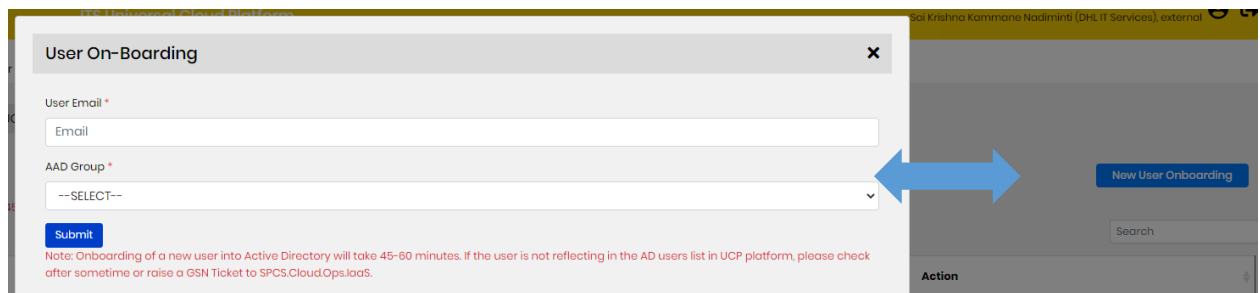 ITS Universal Cloud Platform
Sai Krishna Kammane Nadiminti (DHL IT Services), external
User On-Boarding
User Email *
Email
AAD Group *
--SELECT--
New User Onboarding
Submit
Search
Note: Onboarding of a new user into Active Directory will take 45-60 minutes. If the user is not reflecting in the AD users list in UCP platform, please check
after sometime or raise a GSN Ticket to SPCS.Cloud.Ops.IaaS.
Action